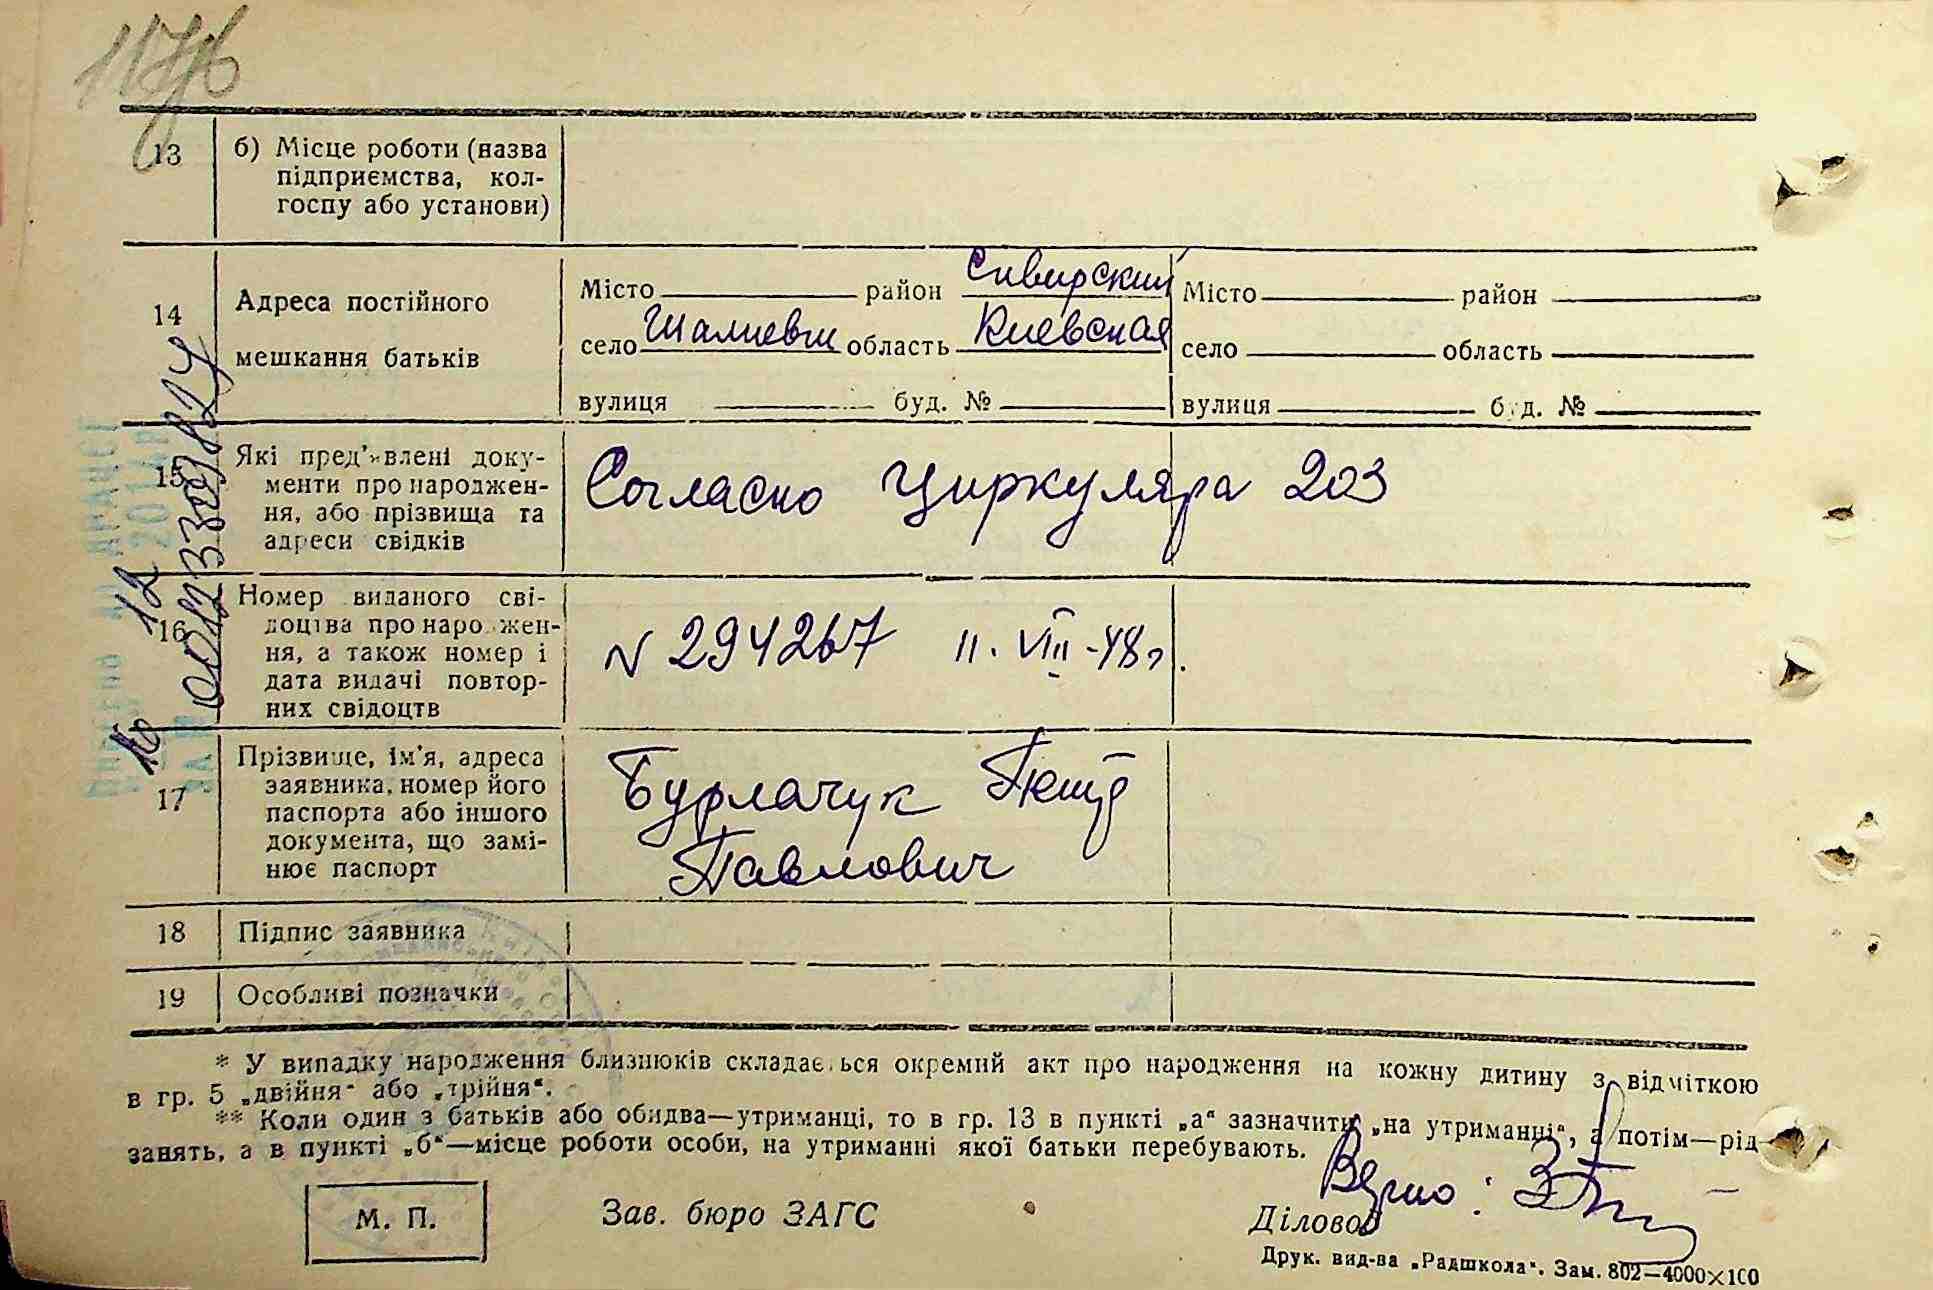 1176
13 б) Місце роботи (назва
підприємства, кол-
госпу або установи)
14 Адреса постійного
мешкання батьків
Місто район Сивирский
село область Киевская
вулиця буд. №
Місто район
село область
вулиця буд. №
15 Які пред'явлені доку-
менти про народжен-
ня, або прізвища та
адреси свідків
Согласно Циркуляра 203
16 Номер виданого сві-
доцтва про народжен-
ня, а також номер і
дата видачі повтор-
них свідоцтв
N 294267 11. VIII-48г.
17 Прізвище, ім'я, адреса
заявника, номер його
паспорта або іншого
документа, що замі-
нює паспорт
Бурлачук
Павлович
18 Підпис заявника
19 Особливі позначки
* У випадку народження близнюків складається окремий акт про народження на кожну дитину з відміткою
в гр. 5 „двійня“ або „трійня“.
** Коли один з батьків або обидва—утриманці, то в гр. 13 в пункті „а“ зазначити „на утриманні“, а потім—рід
занять, а в пункті „б“—місце роботи особи, на утриманні якої батьки перебувають.
Верно:
М. П. Зав. бюро ЗАГС Діловод
Друк. вид-ва „Радшкола“. Зам. 802—4000×100